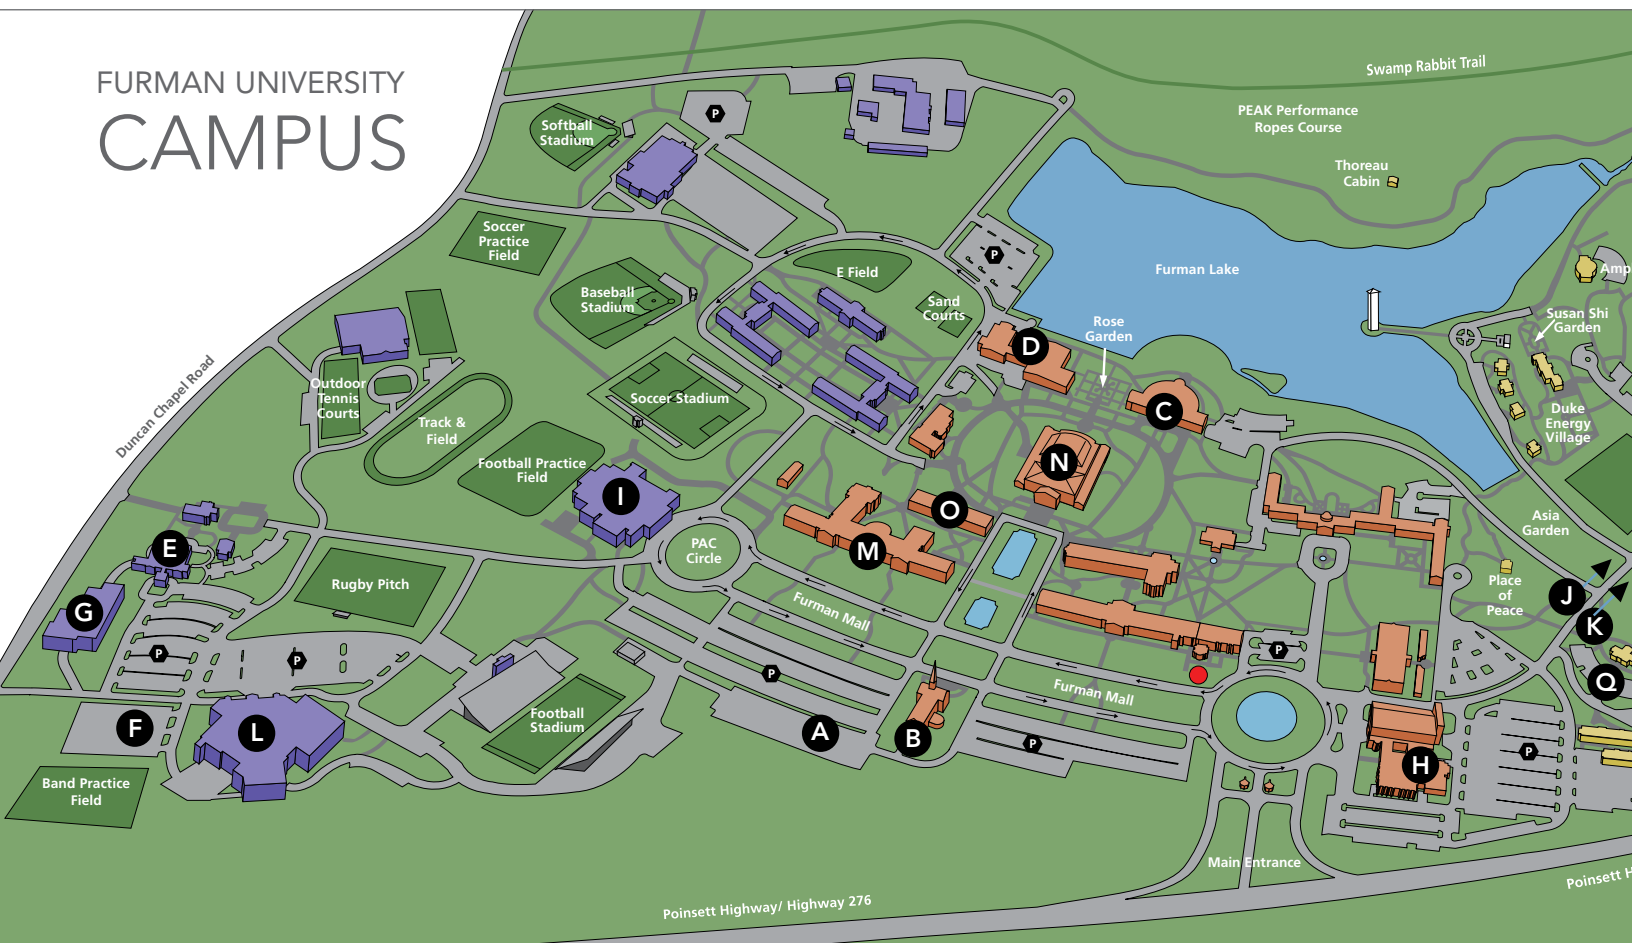 FURMAN UNIVERSITY
CAMPUS
Swamp Rabbit Trail
PEAK Performance
Ropes Course
Thoreau
Cabin
P
Softball
Stadium
Soccer
Practice
Field
E Field
P
Furman Lake
Amp
Baseball
Stadium
Sand
Courts
Rose
Garden
Susan Shi
Garden
D
Duncan Chapel Road
Outdoor
Tennis
Courts
Soccer Stadium
C
Duke
Energy
Village
Track &
Field
Football Practice
Field
N
I
O
Asia
Garden
E
PAC
Circle
M
Rugby Pitch
Place
of
Peace
J
G
Furman Mall
K
P
P
P
P
Q
Furman Mall
Football
Stadium
F
L
A
B
P
P
H
Band Practice
Field
Main Entrance
Poinsett Highway/ Highway 276
Poinsett H